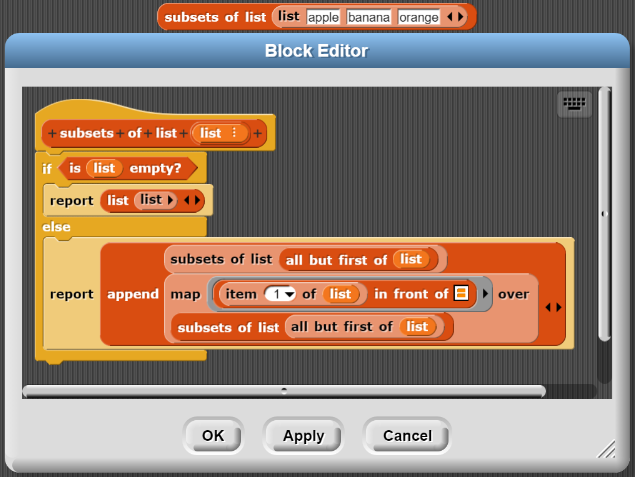 subsets of list list apple banana orange
Block Editor
+ subsets + of + list + list ⋮ +
if is list empty?
report list list
else
subsets of list all but first of list
report append map item 1 of list in front of over
subsets of list all but first of list
OK Apply Cancel